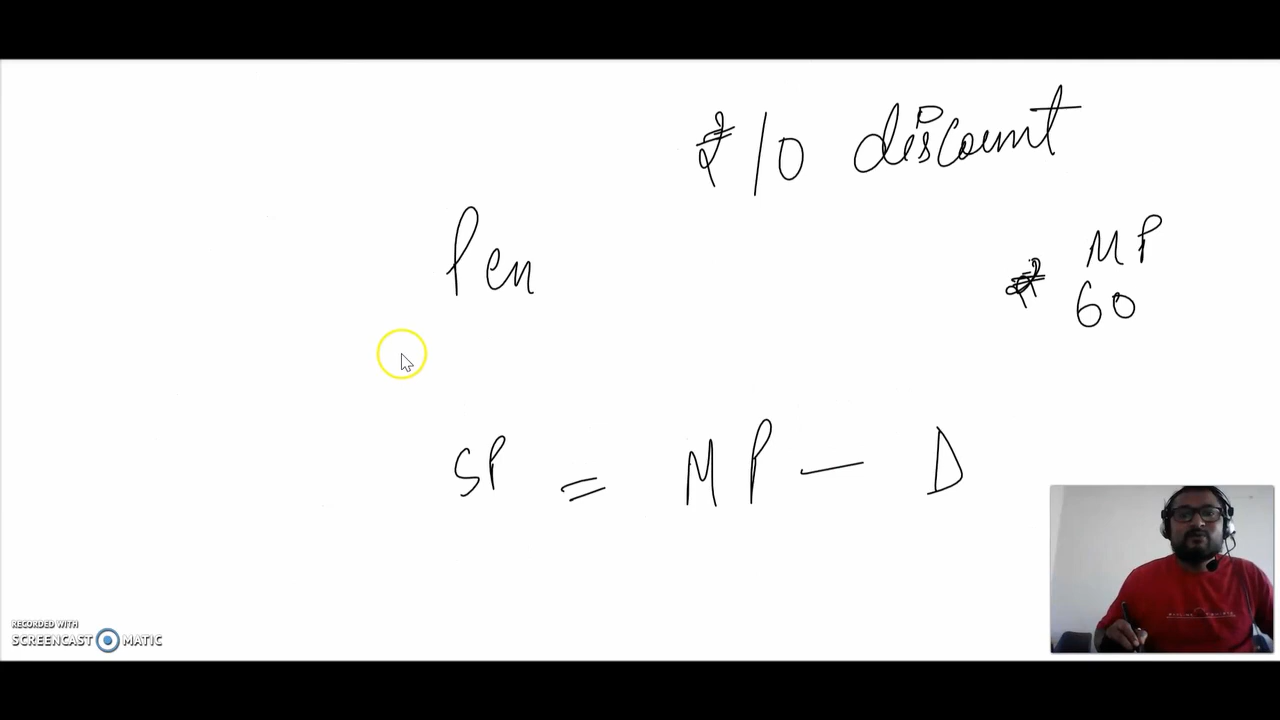 ₹10 discount
Pen
MP
₹ 60
SP = MP - D
RECORDED WITH
SCREENCAST MATIC